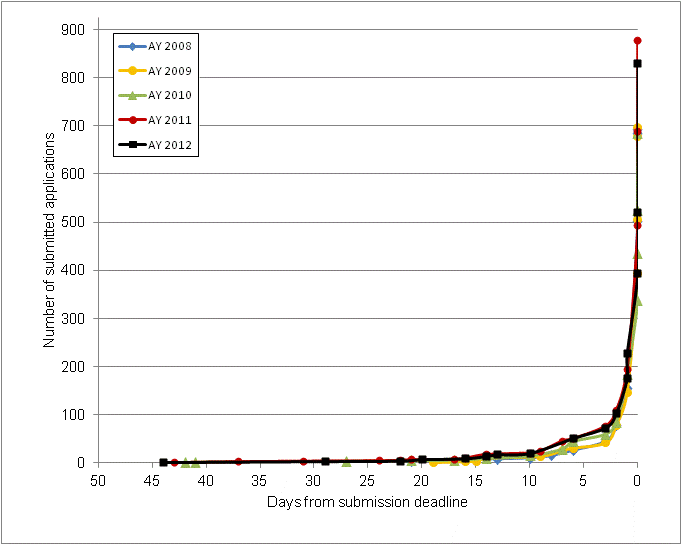 900
800
700
600
500
400
300
200
100
0
Number of submitted applications
AY 2008
AY 2009
AY 2010
AY 2011
AY 2012
50 45 40 35 30 25 20 15 10 5 0
Days from submission deadline